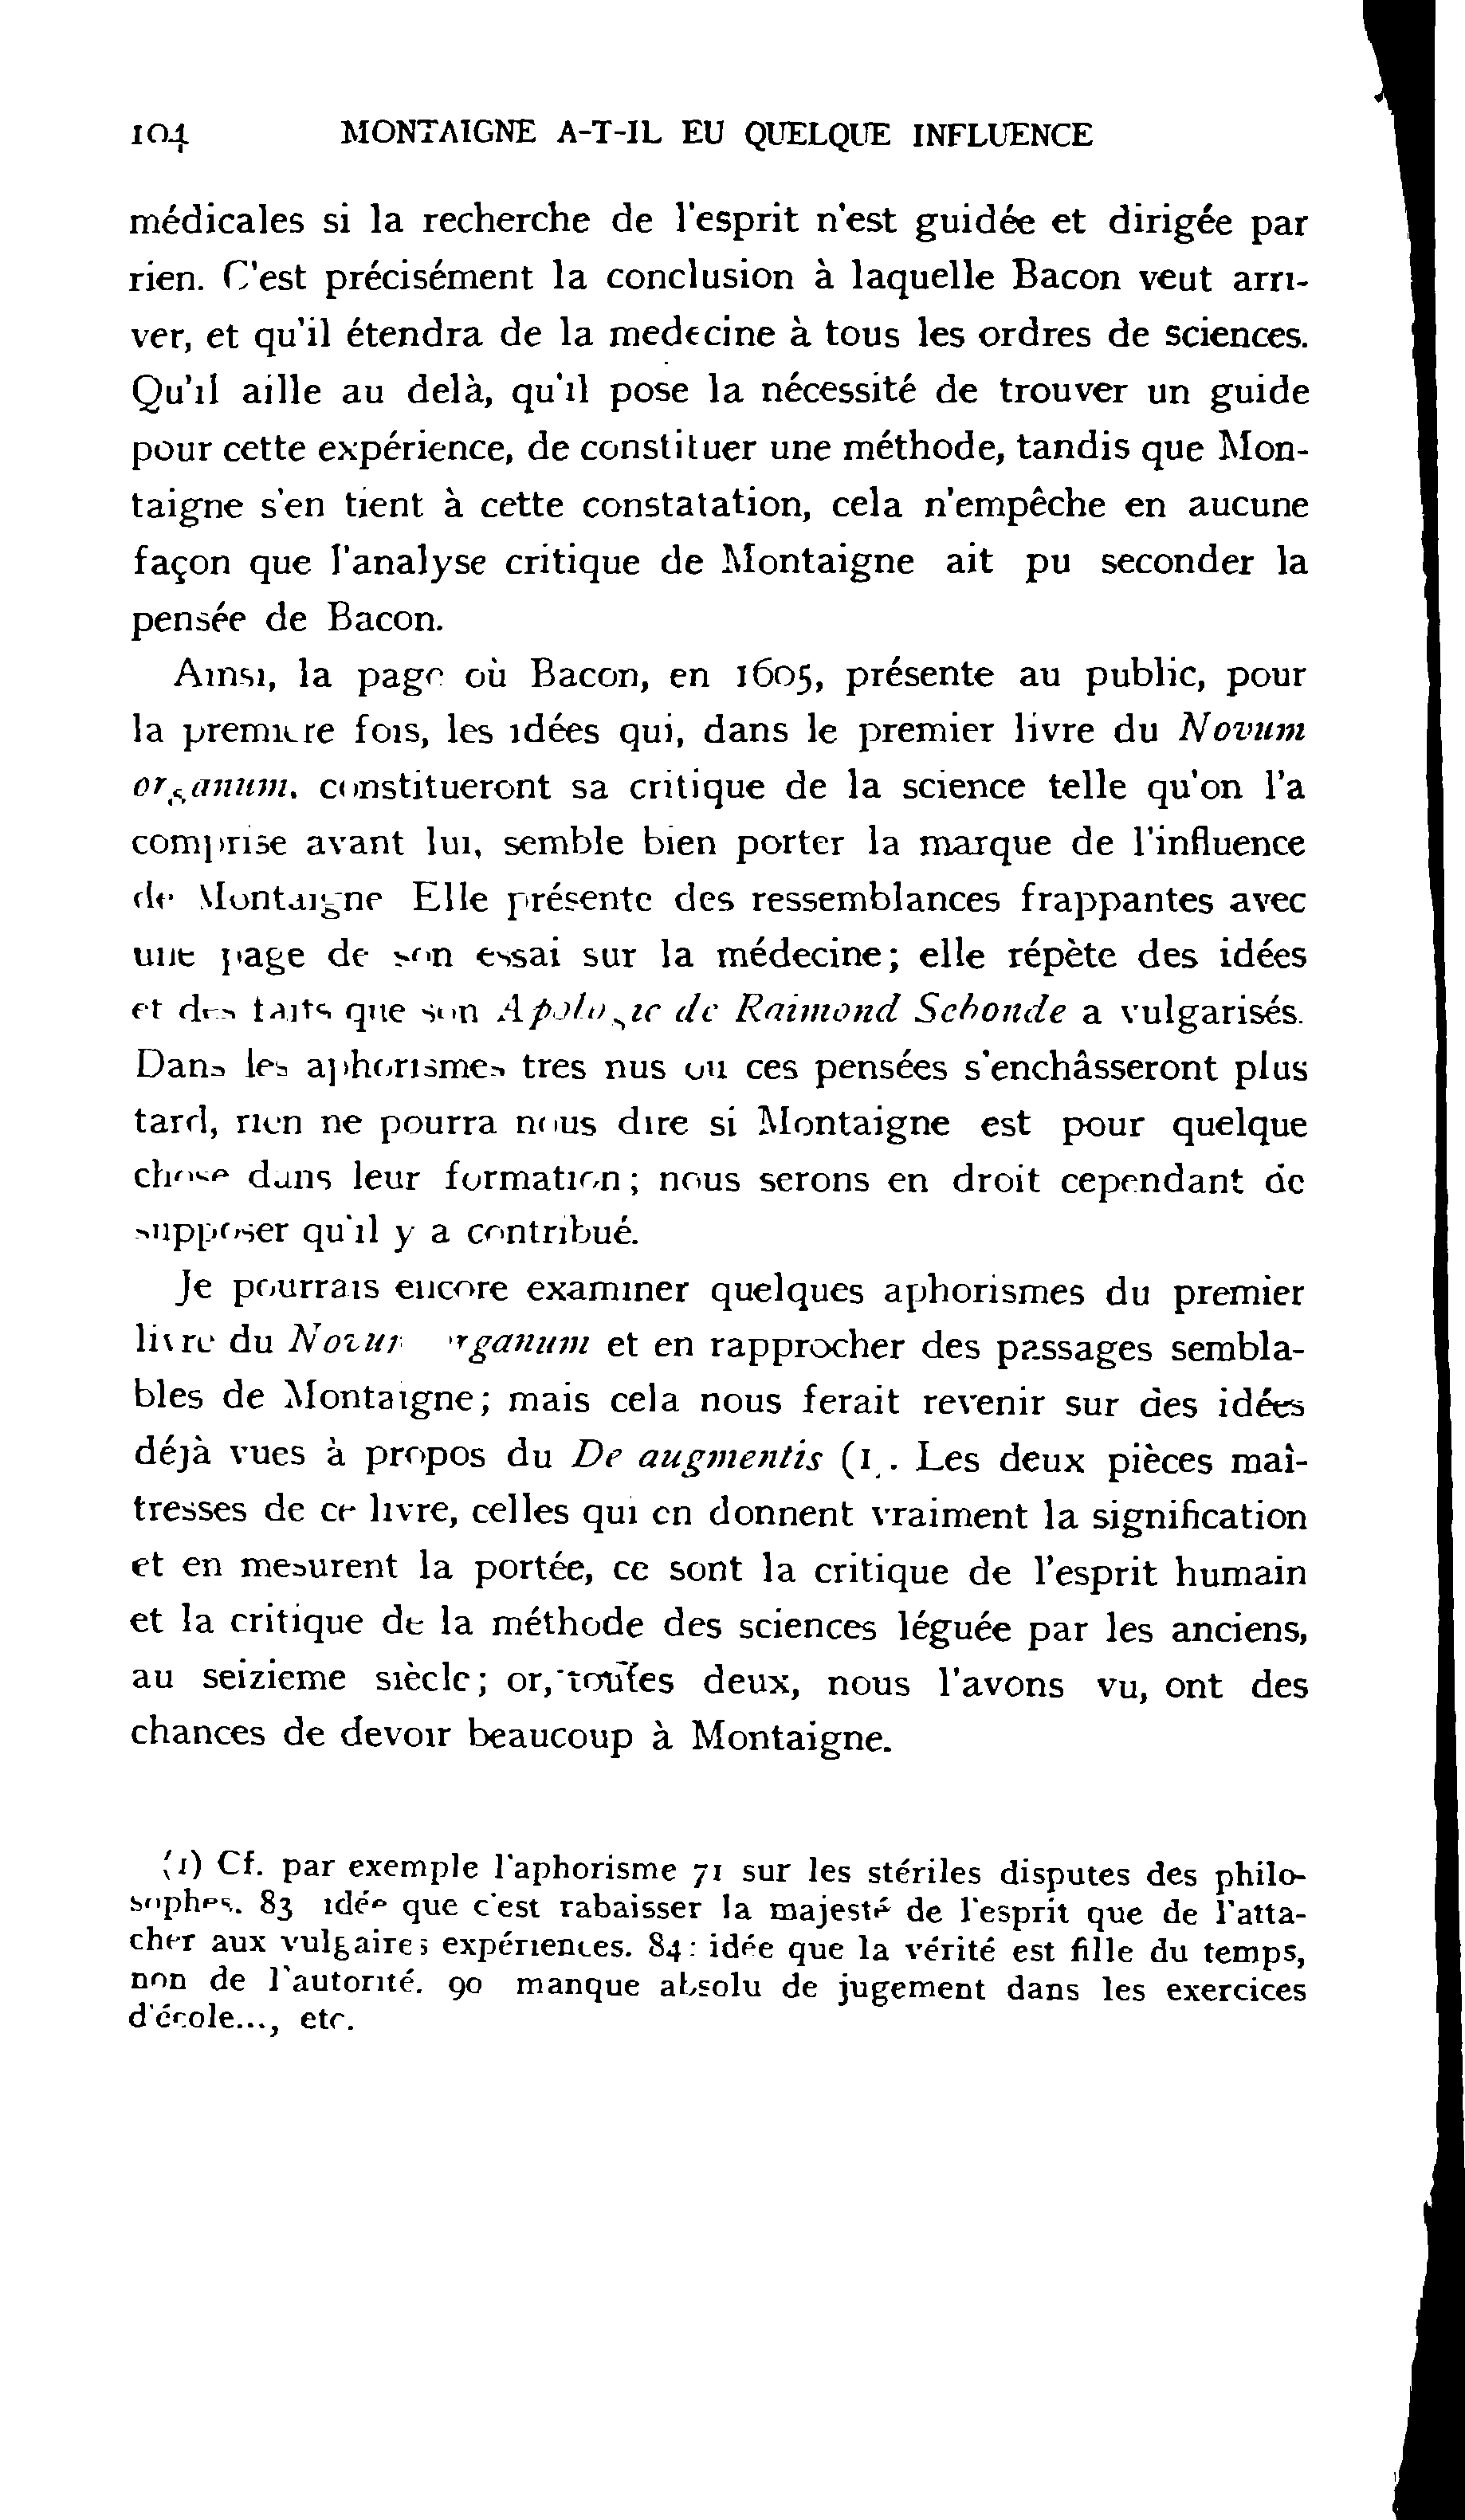 104 MONTAIGNE A-T-IL EU QUELQUE INFLUENCE
médicales si la recherche de l'esprit n'est guidée et dirigée par
rien. C'est précisément la conclusion à laquelle Bacon veut arri-
ver, et qu'il étendra de la medecine à tous les ordres de sciences.
Qu'il aille au delà, qu'il pose la nécessité de trouver un guide
pour cette expérience, de constituer une méthode, tandis que Mon-
taigne s'en tient à cette constatation, cela n'empêche en aucune
façon que l'analyse critique de Montaigne ait pu seconder la
pensée de Bacon.
Ainsi, la page où Bacon, en 1605, présente au public, pour
la première fois, les idées qui, dans le premier livre du Novum
organum, constitueront sa critique de la science telle qu'on l'a
comprise avant lui, semble bien porter la marque de l'influence
de Montaigne Elle présente des ressemblances frappantes avec
une page de son essai sur la médecine; elle répète des idées
et des faits que son Apologie de Raimond Sebonde a vulgarisés.
Dans les aphorismes tres nus ou ces pensées s'enchâsseront plus
tard, rien ne pourra nous dire si Montaigne est pour quelque
chose dans leur formation; nous serons en droit cependant de
supposer qu'il y a contribué.
Je pourrais encore examiner quelques aphorismes du premier
livre du Novum organum et en rapprocher des passages sembla-
bles de Montaigne; mais cela nous ferait revenir sur des idées
déjà vues à propos du De augmentis (1). Les deux pièces maî-
tresses de ce livre, celles qui en donnent vraiment la signification
et en mesurent la portée, ce sont la critique de l'esprit humain
et la critique de la méthode des sciences léguée par les anciens,
au seizieme siècle; or, toutes deux, nous l'avons vu, ont des
chances de devoir beaucoup à Montaigne.
(1) Cf. par exemple l'aphorisme 71 sur les stériles disputes des philo-
sophes. 83 idée que c'est rabaisser la majesté de l'esprit que de l'atta-
cher aux vulgaires expériences. 84: idée que la vérité est fille du temps,
non de l'autorité. 90 manque absolu de jugement dans les exercices
d'école..., etc.